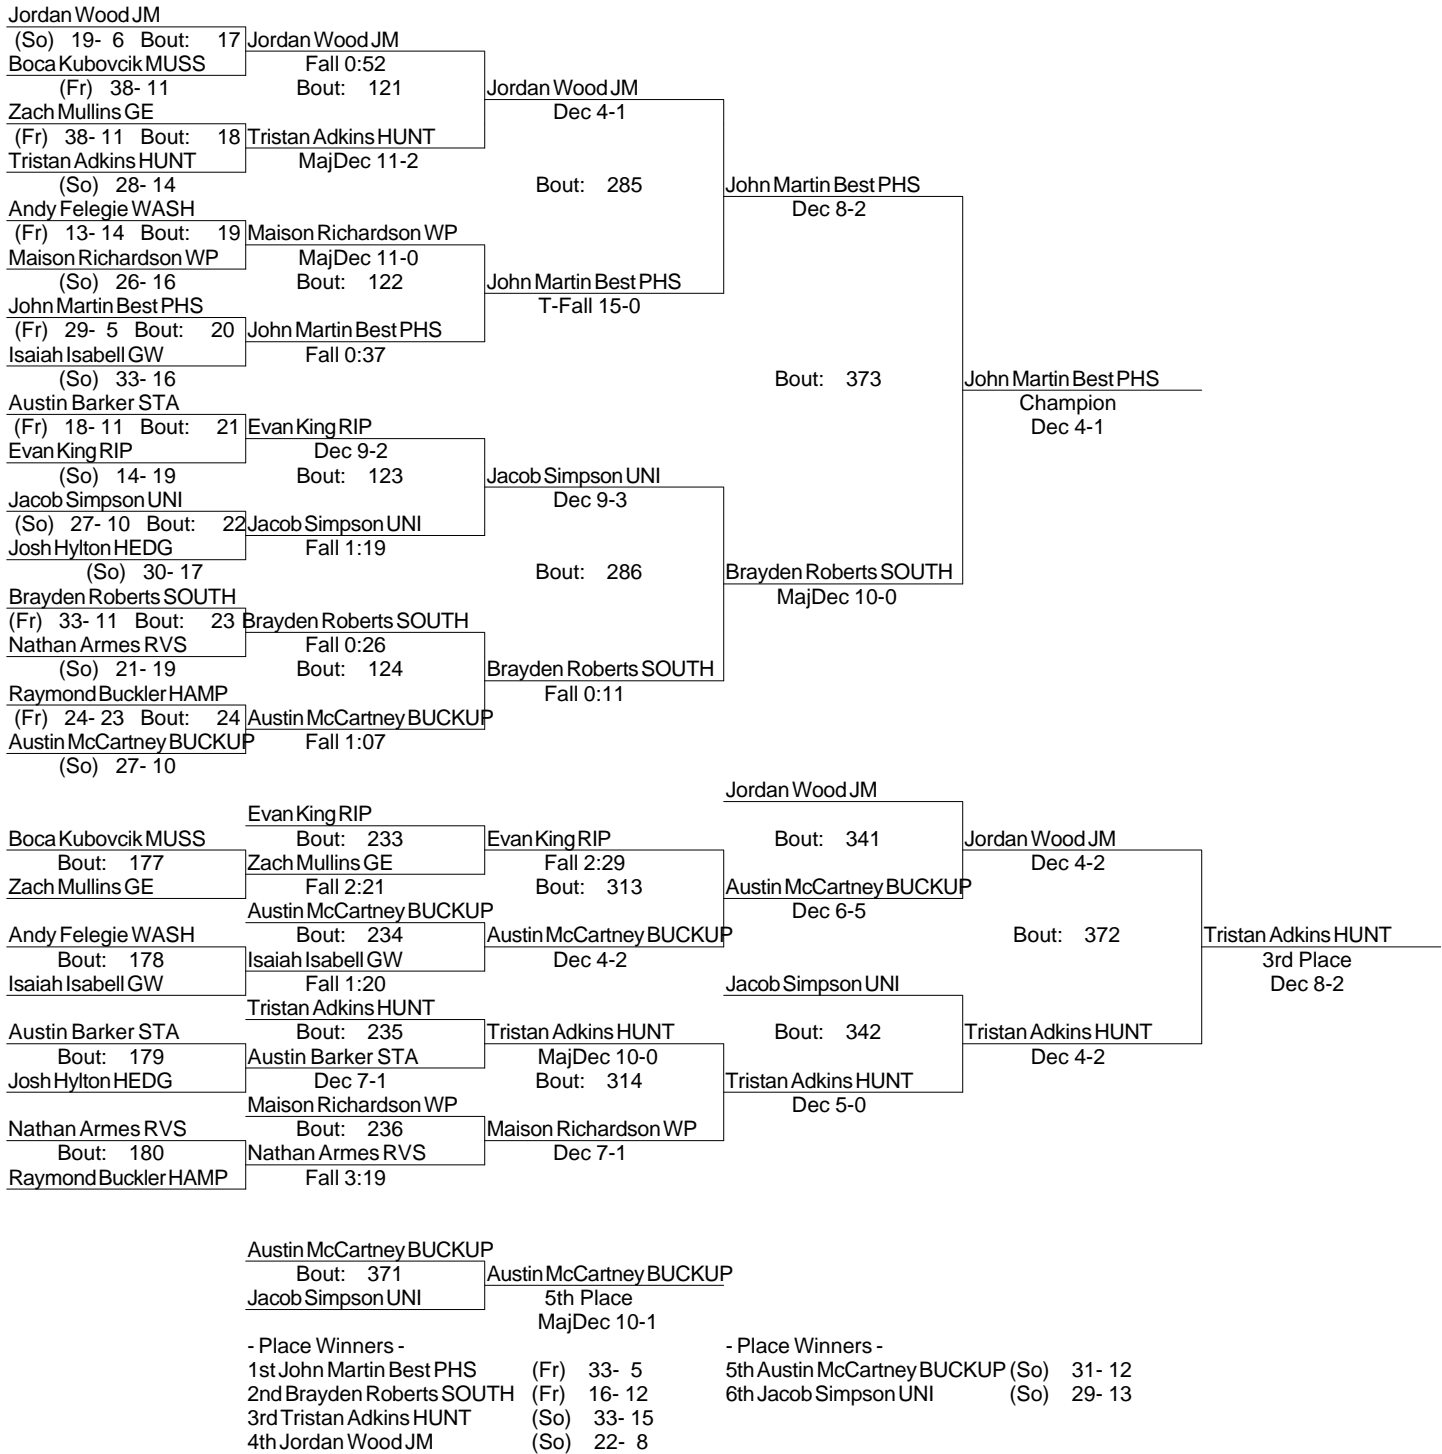 Jordan Wood JM
(So) 19- 6 Bout: 17 Jordan Wood JM
Boca Kubovcik MUSS Fall 0:52
(Fr) 38- 11 Bout: 121 Jordan Wood JM
Zach Mullins GE Dec 4-1
(Fr) 38- 11 Bout: 18 Tristan Adkins HUNT
Tristan Adkins HUNT MajDec 11-2
(So) 28- 14 Bout: 285 John Martin Best PHS
Andy Felegie WASH Dec 8-2
(Fr) 13- 14 Bout: 19 Maison Richardson WP
Maison Richardson WP MajDec 11-0
(So) 26- 16 Bout: 122 John Martin Best PHS
John Martin Best PHS T-Fall 15-0
(Fr) 29- 5 Bout: 20 John Martin Best PHS
Isaiah Isabell GW Fall 0:37
(So) 33- 16 Bout: 373 John Martin Best PHS
Austin Barker STA Champion
(Fr) 18- 11 Bout: 21 Evan King RIP Dec 4-1
Evan King RIP Dec 9-2
(So) 14- 19 Bout: 123 Jacob Simpson UNI
Jacob Simpson UNI Dec 9-3
(So) 27- 10 Bout: 22 Jacob Simpson UNI
Josh Hylton HEDG Fall 1:19
(So) 30- 17 Bout: 286 Brayden Roberts SOUTH
Brayden Roberts SOUTH MajDec 10-0
(Fr) 33- 11 Bout: 23 Brayden Roberts SOUTH
Nathan Armes RVS Fall 0:26
(So) 21- 19 Bout: 124 Brayden Roberts SOUTH
Raymond Buckler HAMP Fall 0:11
(Fr) 24- 23 Bout: 24 Austin McCartney BUCKUP
Austin McCartney BUCKUP Fall 1:07
(So) 27- 10
Jordan Wood JM
Evan King RIP
Boca Kubovcik MUSS Bout: 233 Evan King RIP Bout: 341 Jordan Wood JM
Bout: 177 Zach Mullins GE Fall 2:29 Dec 4-2
Zach Mullins GE Fall 2:21 Bout: 313 Austin McCartney BUCKUP
Austin McCartney BUCKUP Dec 6-5
Andy Felegie WASH Bout: 234 Austin McCartney BUCKUP Bout: 372 Tristan Adkins HUNT
Bout: 178 Isaiah Isabell GW Dec 4-2 3rd Place
Isaiah Isabell GW Fall 1:20 Jacob Simpson UNI Dec 8-2
Tristan Adkins HUNT
Austin Barker STA Bout: 235 Tristan Adkins HUNT Bout: 342 Tristan Adkins HUNT
Bout: 179 Austin Barker STA MajDec 10-0 Dec 4-2
Josh Hylton HEDG Dec 7-1 Bout: 314 Tristan Adkins HUNT
Maison Richardson WP Dec 5-0
Nathan Armes RVS Bout: 236 Maison Richardson WP
Bout: 180 Nathan Armes RVS Dec 7-1
Raymond Buckler HAMP Fall 3:19
Austin McCartney BUCKUP
Bout: 371 Austin McCartney BUCKUP
Jacob Simpson UNI 5th Place
MajDec 10-1
- Place Winners - - Place Winners -
1st John Martin Best PHS (Fr) 33- 5 5th Austin McCartney BUCKUP (So) 31- 12
2nd Brayden Roberts SOUTH (Fr) 16- 12 6th Jacob Simpson UNI (So) 29- 13
3rd Tristan Adkins HUNT (So) 33- 15
4th Jordan Wood JM (So) 22- 8